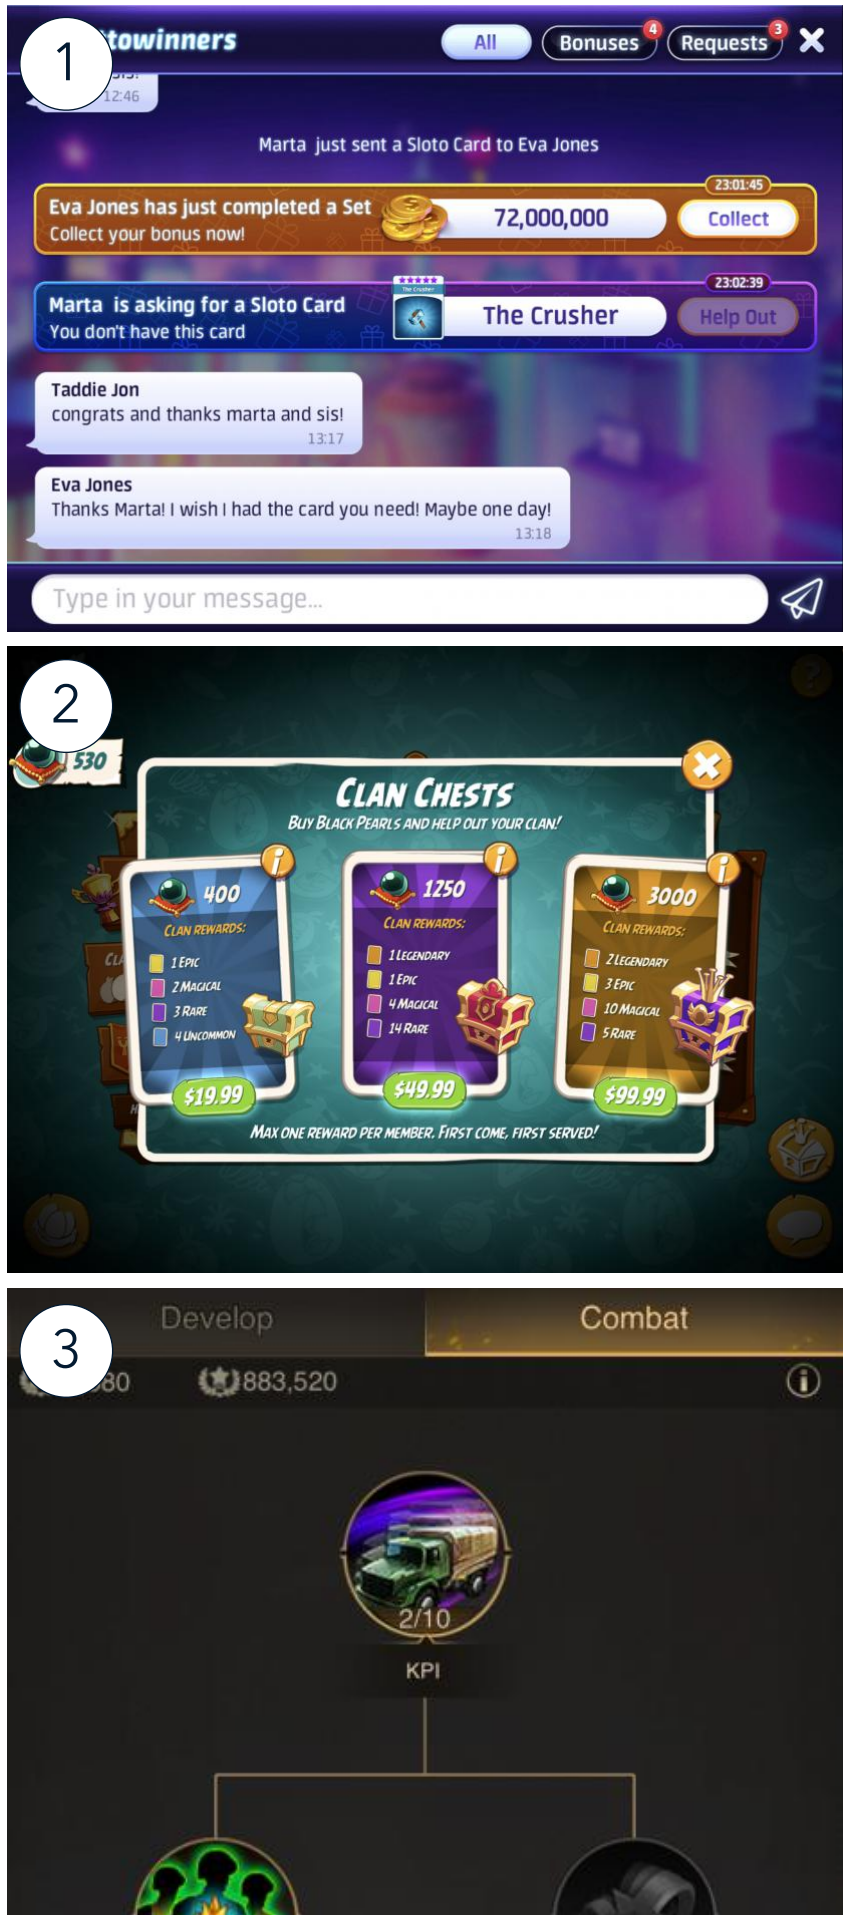 1
towinners
All
Bonuses
4
Requests
3
12:46
Marta just sent a Sloto Card to Eva Jones
23:01:45
Eva Jones has just completed a Set
Collect your bonus now!
72,000,000
Collect
23:02:39
Marta is asking for a Sloto Card
You don't have this card
The Crusher
The Crusher
Help Out
Taddie Jon
congrats and thanks marta and sis!
13:17
Eva Jones
Thanks Marta! I wish I had the card you need! Maybe one day!
13:18
Type in your message...
2
530
CLAN CHESTS
BUY BLACK PEARLS AND HELP OUT YOUR CLAN!
400
CLAN REWARDS:
1 EPIC
2 MAGICAL
3 RARE
4 UNCOMMON
$19.99
1250
CLAN REWARDS:
1 LEGENDARY
1 EPIC
4 MAGICAL
14 RARE
$49.99
3000
CLAN REWARDS:
2 LEGENDARY
3 EPIC
10 MAGICAL
5 RARE
$99.99
MAX ONE REWARD PER MEMBER. FIRST COME, FIRST SERVED!
3
Develop
Combat
80
883,520
2/10
KPI